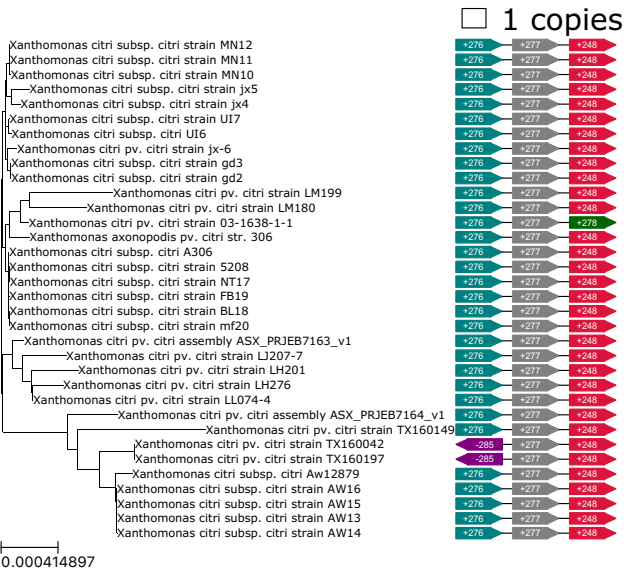 1 copies
Xanthomonas citri subsp. citri strain MN12 +276 +277 +248
Xanthomonas citri subsp. citri strain MN11 +276 +277 +248
Xanthomonas citri subsp. citri strain MN10 +276 +277 +248
Xanthomonas citri subsp. citri strain jx5 +276 +277 +248
Xanthomonas citri subsp. citri strain jx4 +276 +277 +248
Xanthomonas citri subsp. citri strain UI7 +276 +277 +248
Xanthomonas citri subsp. citri UI6 +276 +277 +248
Xanthomonas citri pv. citri strain jx-6 +276 +277 +248
Xanthomonas citri subsp. citri strain gd3 +276 +277 +248
Xanthomonas citri subsp. citri strain gd2 +276 +277 +248
Xanthomonas citri pv. citri strain LM199 +276 +277 +248
Xanthomonas citri pv. citri strain LM180 +276 +277 +248
Xanthomonas citri pv. citri strain 03-1638-1-1 +276 +277 +278
Xanthomonas axonopodis pv. citri str. 306 +276 +277 +248
Xanthomonas citri subsp. citri A306 +276 +277 +248
Xanthomonas citri subsp. citri strain 5208 +276 +277 +248
Xanthomonas citri subsp. citri strain NT17 +276 +277 +248
Xanthomonas citri subsp. citri strain FB19 +276 +277 +248
Xanthomonas citri subsp. citri strain BL18 +276 +277 +248
Xanthomonas citri subsp. citri strain mf20 +276 +277 +248
Xanthomonas citri pv. citri assembly ASX_PRJEB7163_v1 +276 +277 +248
Xanthomonas citri pv. citri strain LJ207-7 +276 +277 +248
Xanthomonas citri pv. citri strain LH201 +276 +277 +248
Xanthomonas citri pv. citri strain LH276 +276 +277 +248
Xanthomonas citri pv. citri strain LL074-4 +276 +277 +248
Xanthomonas citri pv. citri assembly ASX_PRJEB7164_v1 +276 +277 +248
Xanthomonas citri pv. citri strain TX160149 +276 +277 +248
Xanthomonas citri pv. citri strain TX160042 -285 +277 +248
Xanthomonas citri pv. citri strain TX160197 -285 +277 +248
Xanthomonas citri subsp. citri Aw12879 +276 +277 +248
Xanthomonas citri subsp. citri strain AW16 +276 +277 +248
Xanthomonas citri subsp. citri strain AW15 +276 +277 +248
Xanthomonas citri subsp. citri strain AW13 +276 +277 +248
Xanthomonas citri subsp. citri strain AW14 +276 +277 +248
0.000414897